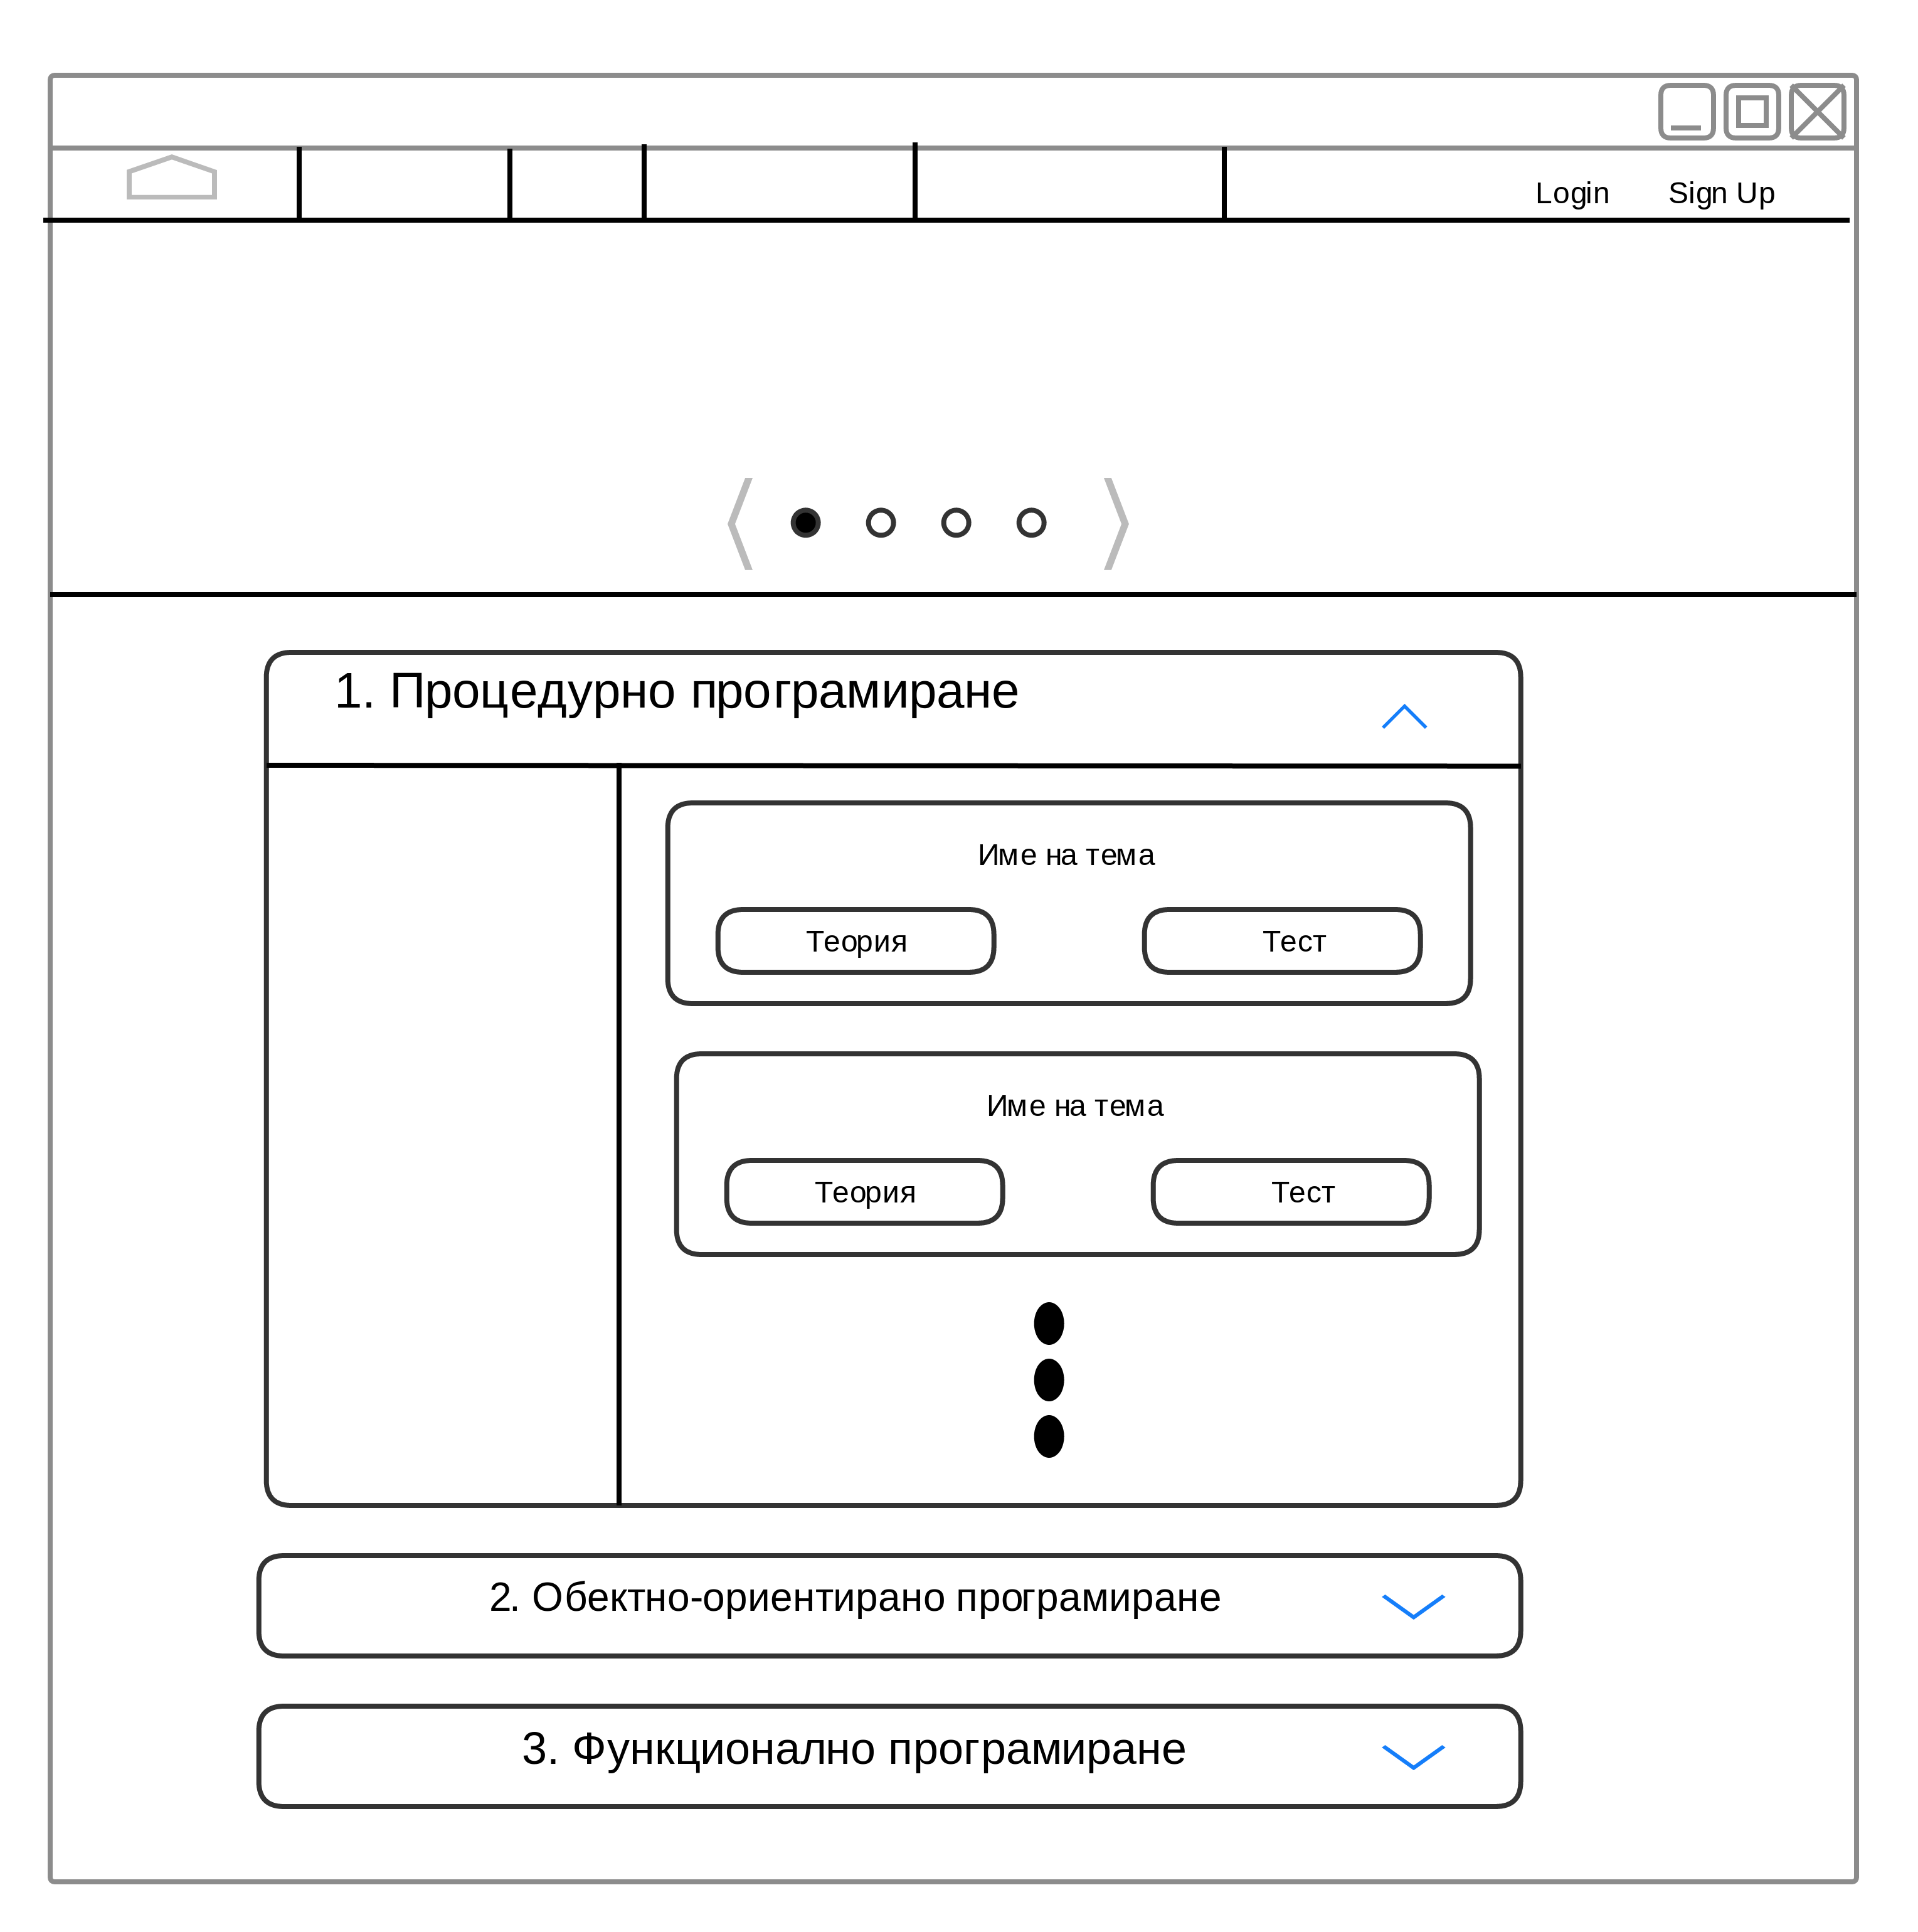 Login Sign Up
1. Процедурно програмиране
Име на тема
Теория Тест
Име на тема
Теория Тест
2. Обектно-ориентирано програмиране
3. Функционално програмиране